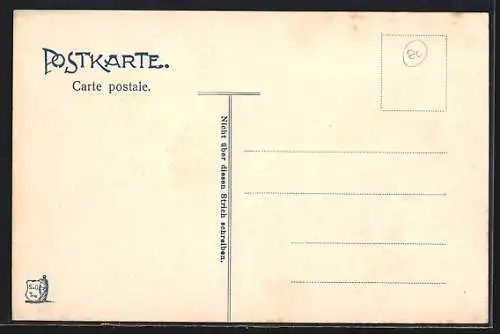 POSTKARTE.
Carte postale.
Nicht über diesen Strich schreiben.